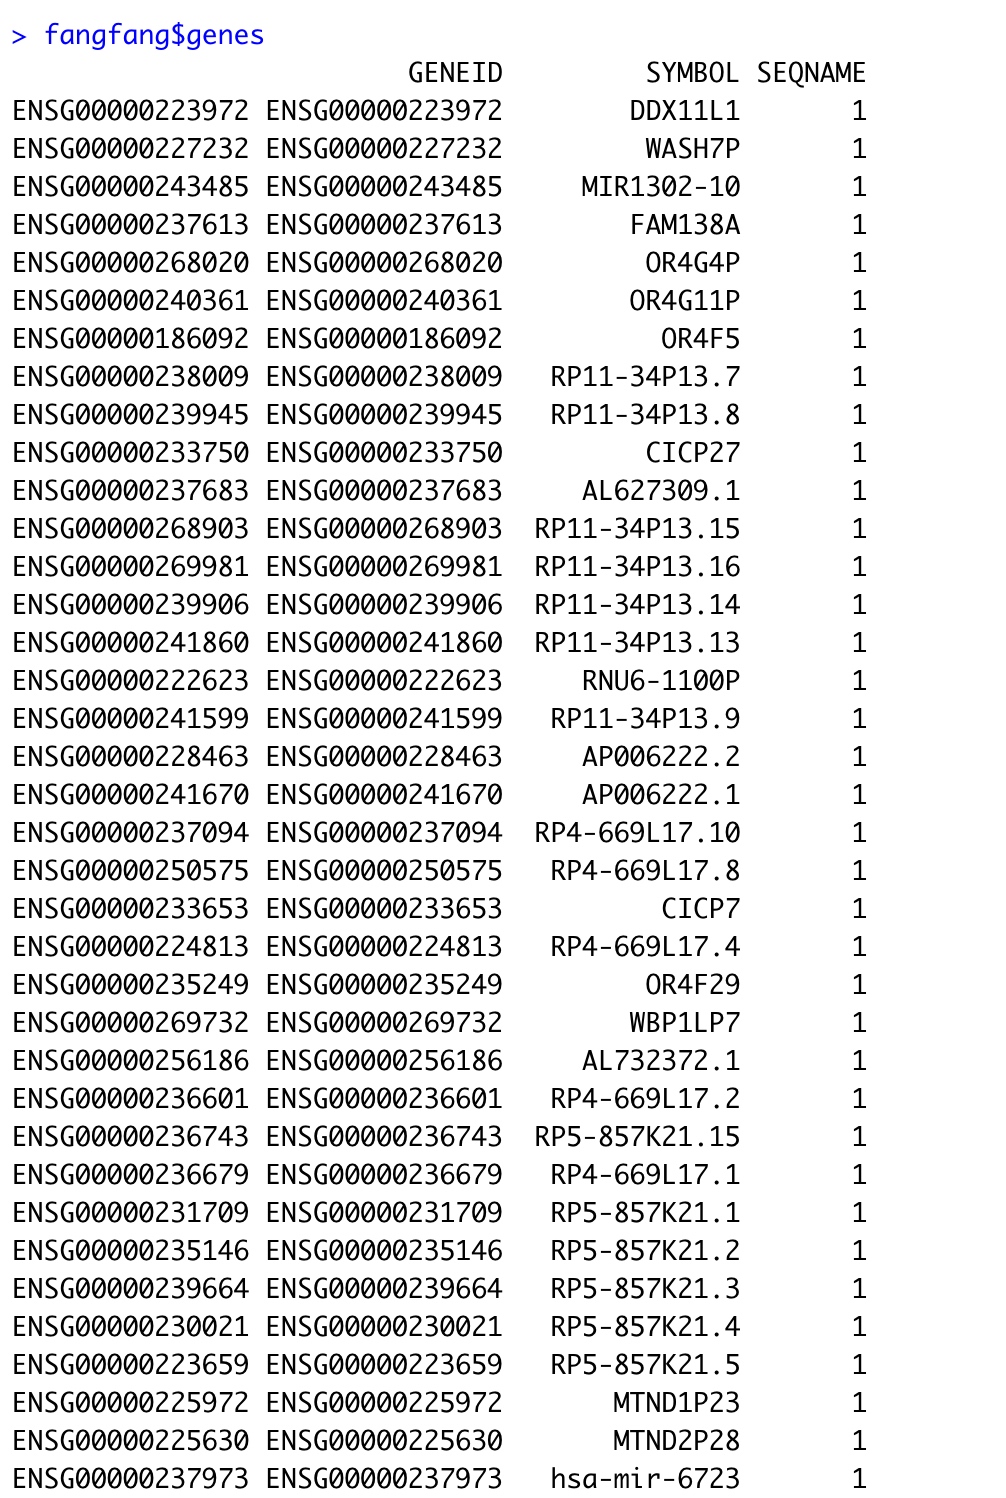 > fangfang$genes
GENEID SYMBOL SEQNAME
ENSG00000223972 ENSG00000223972 DDX11L1 1
ENSG00000227232 ENSG00000227232 WASH7P 1
ENSG00000243485 ENSG00000243485 MIR1302-10 1
ENSG00000237613 ENSG00000237613 FAM138A 1
ENSG00000268020 ENSG00000268020 OR4G4P 1
ENSG00000240361 ENSG00000240361 OR4G11P 1
ENSG00000186092 ENSG00000186092 OR4F5 1
ENSG00000238009 ENSG00000238009 RP11-34P13.7 1
ENSG00000239945 ENSG00000239945 RP11-34P13.8 1
ENSG00000233750 ENSG00000233750 CICP27 1
ENSG00000237683 ENSG00000237683 AL627309.1 1
ENSG00000268903 ENSG00000268903 RP11-34P13.15 1
ENSG00000269981 ENSG00000269981 RP11-34P13.16 1
ENSG00000239906 ENSG00000239906 RP11-34P13.14 1
ENSG00000241860 ENSG00000241860 RP11-34P13.13 1
ENSG00000222623 ENSG00000222623 RNU6-1100P 1
ENSG00000241599 ENSG00000241599 RP11-34P13.9 1
ENSG00000228463 ENSG00000228463 AP006222.2 1
ENSG00000241670 ENSG00000241670 AP006222.1 1
ENSG00000237094 ENSG00000237094 RP4-669L17.10 1
ENSG00000250575 ENSG00000250575 RP4-669L17.8 1
ENSG00000233653 ENSG00000233653 CICP7 1
ENSG00000224813 ENSG00000224813 RP4-669L17.4 1
ENSG00000235249 ENSG00000235249 OR4F29 1
ENSG00000269732 ENSG00000269732 WBP1LP7 1
ENSG00000256186 ENSG00000256186 AL732372.1 1
ENSG00000236601 ENSG00000236601 RP4-669L17.2 1
ENSG00000236743 ENSG00000236743 RP5-857K21.15 1
ENSG00000236679 ENSG00000236679 RP4-669L17.1 1
ENSG00000231709 ENSG00000231709 RP5-857K21.1 1
ENSG00000235146 ENSG00000235146 RP5-857K21.2 1
ENSG00000239664 ENSG00000239664 RP5-857K21.3 1
ENSG00000230021 ENSG00000230021 RP5-857K21.4 1
ENSG00000223659 ENSG00000223659 RP5-857K21.5 1
ENSG00000225972 ENSG00000225972 MTND1P23 1
ENSG00000225630 ENSG00000225630 MTND2P28 1
ENSG00000237973 ENSG00000237973 hsa-mir-6723 1